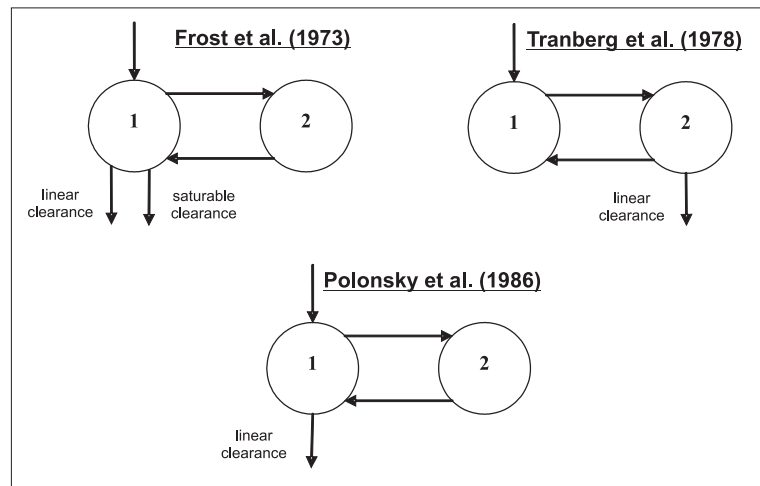 Frost et al. (1973)
1
2
linear
clearance
saturable
clearance
Tranberg et al. (1978)
1
2
linear
clearance
Polonsky et al. (1986)
1
2
linear
clearance